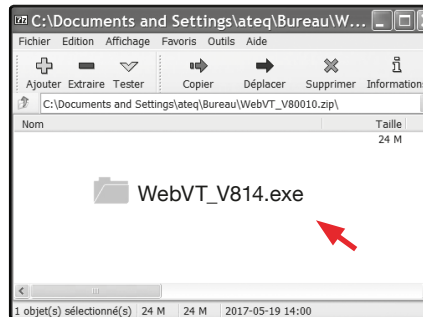 C:\Documents and Settings\ateq\Bureau\W...
Fichier Edition Affichage Favoris Outils Aide
Ajouter Extraire Tester Copier Déplacer Supprimer Information
C:\Documents and Settings\ateq\Bureau\WebVT_V80010.zip\
Nom Taille
24 M
WebVT_V814.exe
1 objet(s) sélectionné(s) 24 M 24 M 2017-05-19 14:00